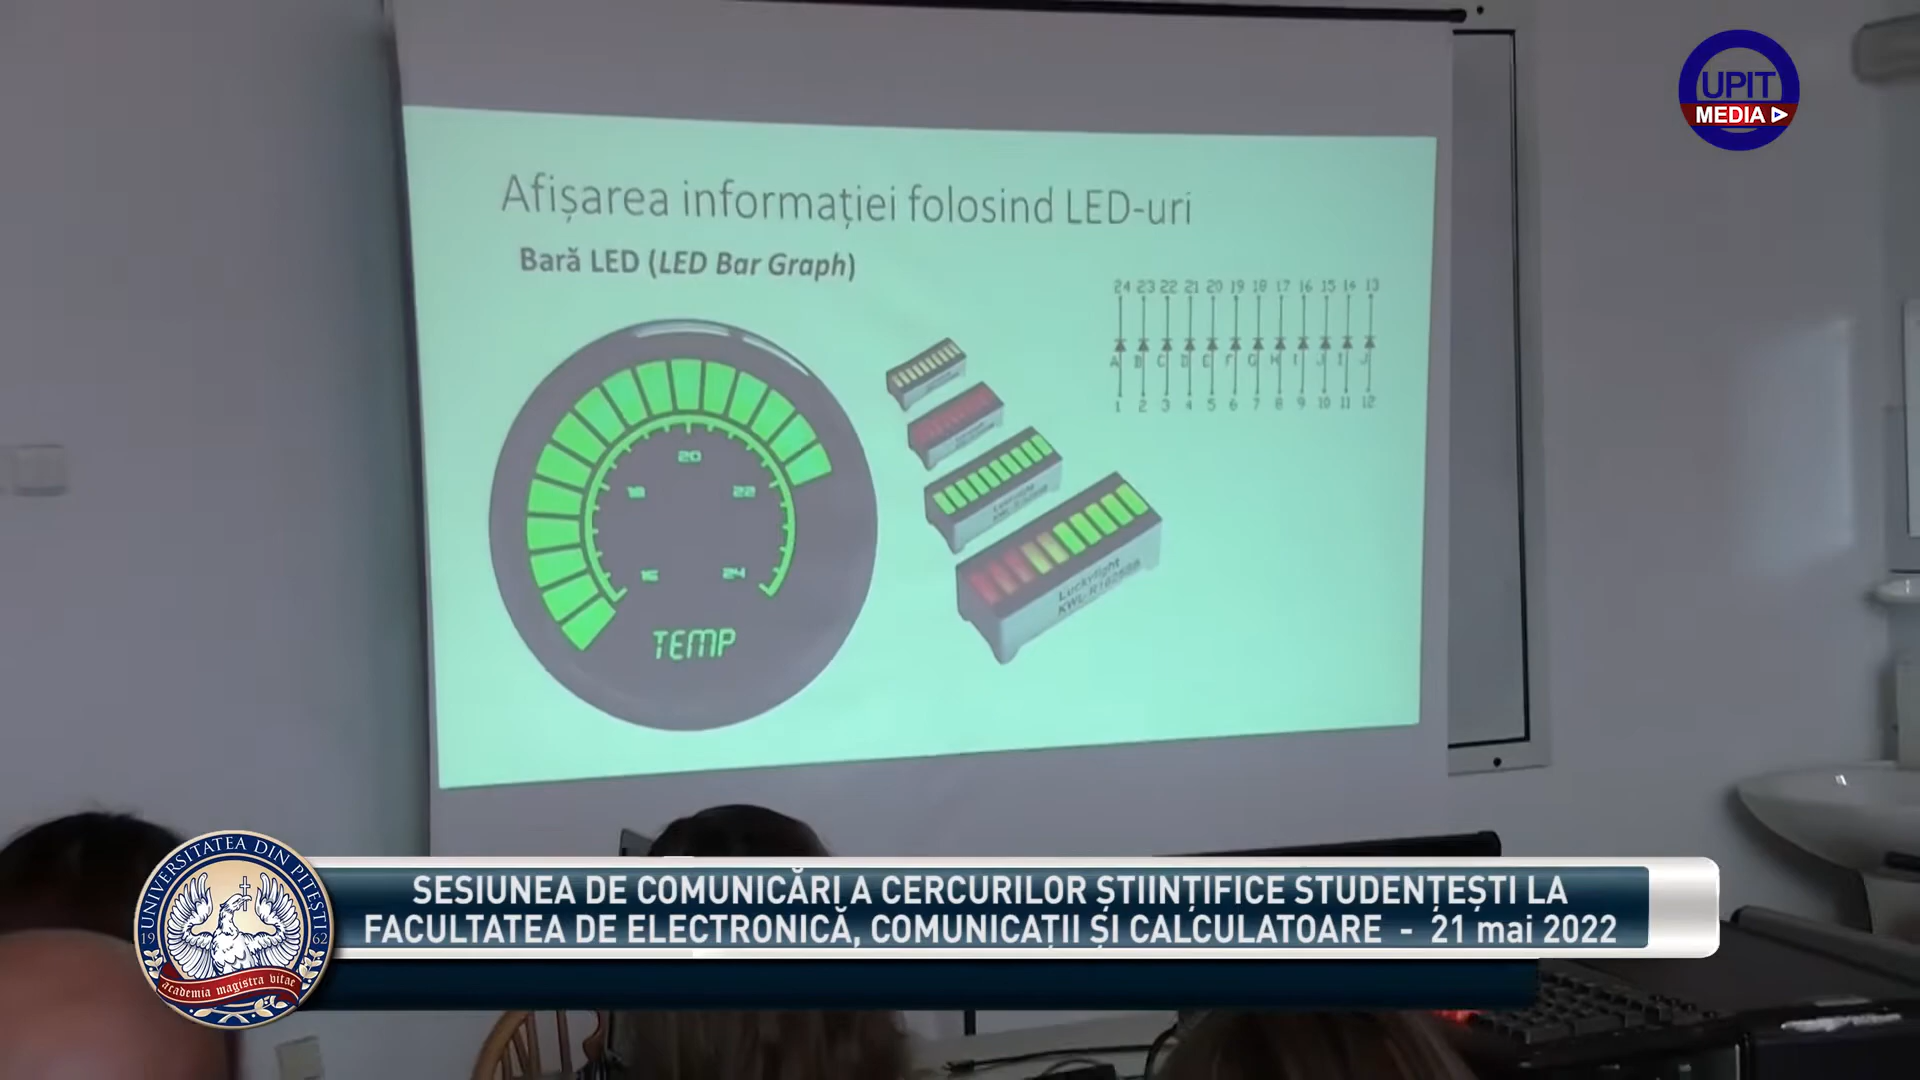 UPIT
MEDIA
Afișarea informației folosind LED-uri
Bară LED (LED Bar Graph)
24 23 22 21 20 19 18 17 16 15 14 13
A B C D E F G H I J I J
1 2 3 4 5 6 7 8 9 10 11 12
20
18
22
16
24
TEMP
Luckylight
SESIUNEA DE COMUNICĂRI A CERCURILOR ȘTIINȚIFICE STUDENȚEȘTI LA
FACULTATEA DE ELECTRONICĂ, COMUNICAȚII ȘI CALCULATOARE - 21 mai 2022
UNIVERSITATEA DIN PITEȘTI
19 62
academia magistra vitae